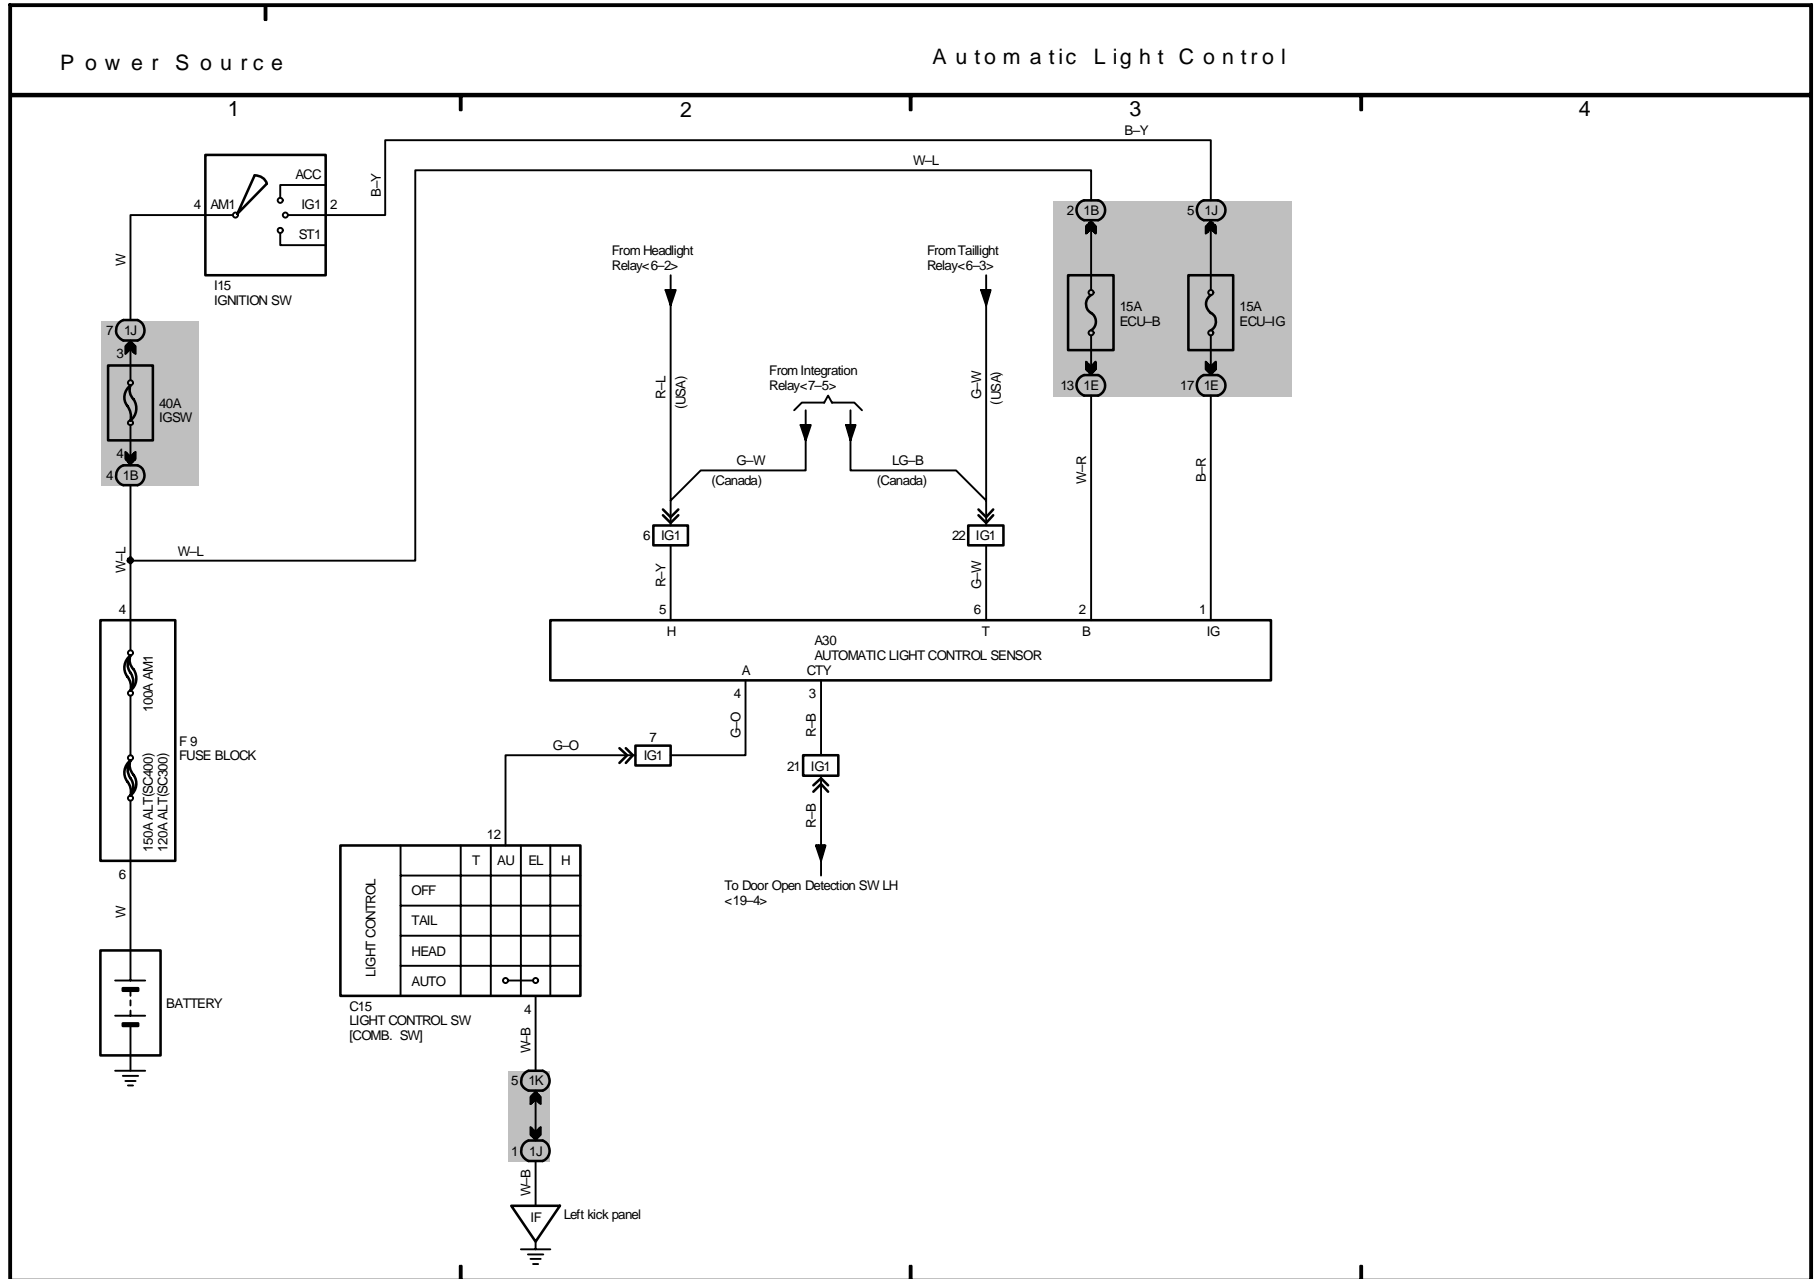 Power Source
Automatic Light Control
1
2
3
4
B–Y
W–L
B–Y
ACC
4
AM1
IG1
2
ST1
I15
IGNITION SW
W
7
1J
3
40A
IGSW
4
4
1B
W–L
W–L
4
100A AM1
150A ALT(SC400)
120A ALT(SC300)
F 9
FUSE BLOCK
6
W
BATTERY
From Headlight
Relay<6–2>
R–L
(USA)
From Taillight
Relay<6–3>
G–W
(USA)
From Integration
Relay<7–5>
G–W
(Canada)
LG–B
(Canada)
6
IG1
22
IG1
R–Y
G–W
2
1B
5
1J
15A
ECU–B
15A
ECU–IG
13
1E
17
1E
W–R
B–R
5
6
2
1
H
T
B
IG
A30
AUTOMATIC LIGHT CONTROL SENSOR
A
CTY
4
3
G–O
R–B
G–O
7
IG1
21
IG1
R–B
To Door Open Detection SW LH
<19–4>
12
LIGHT CONTROL
T
AU
EL
H
OFF
TAIL
HEAD
AUTO
C15
LIGHT CONTROL SW
[COMB. SW]
4
W–B
5
1K
1
1J
W–B
IF
Left kick panel